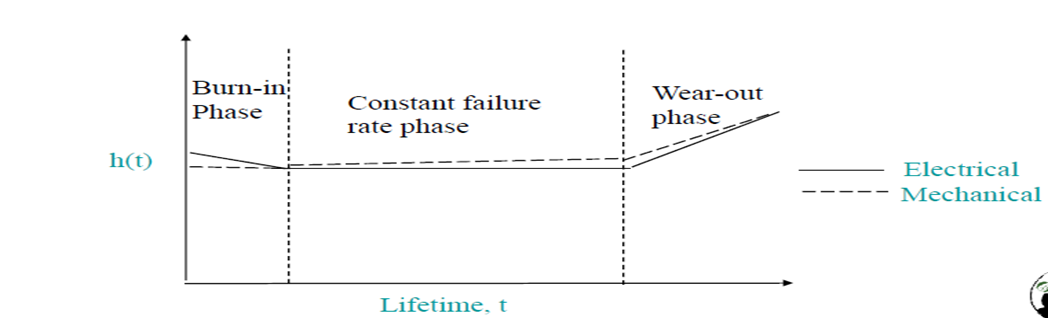 Burn-in
Phase
Constant failure
rate phase
Wear-out
phase
h(t)
Electrical
Mechanical
Lifetime, t